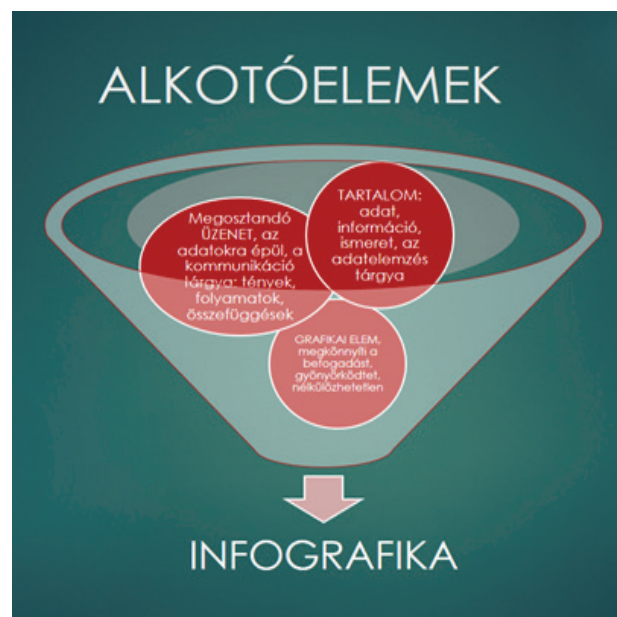 ALKOTÓELEMEK
Megosztandó
ÜZENET, az
adatokra épül, a
kommunikáció
tárgya: tények,
folyamatok,
összefüggések
TARTALOM:
adat,
információ,
ismeret, az
adatelemzés
tárgya
GRAFIKAI ELEM,
megkönnyíti a
befogadást,
gyönyörködtet,
nélkülözhetetlen
INFOGRAFIKA